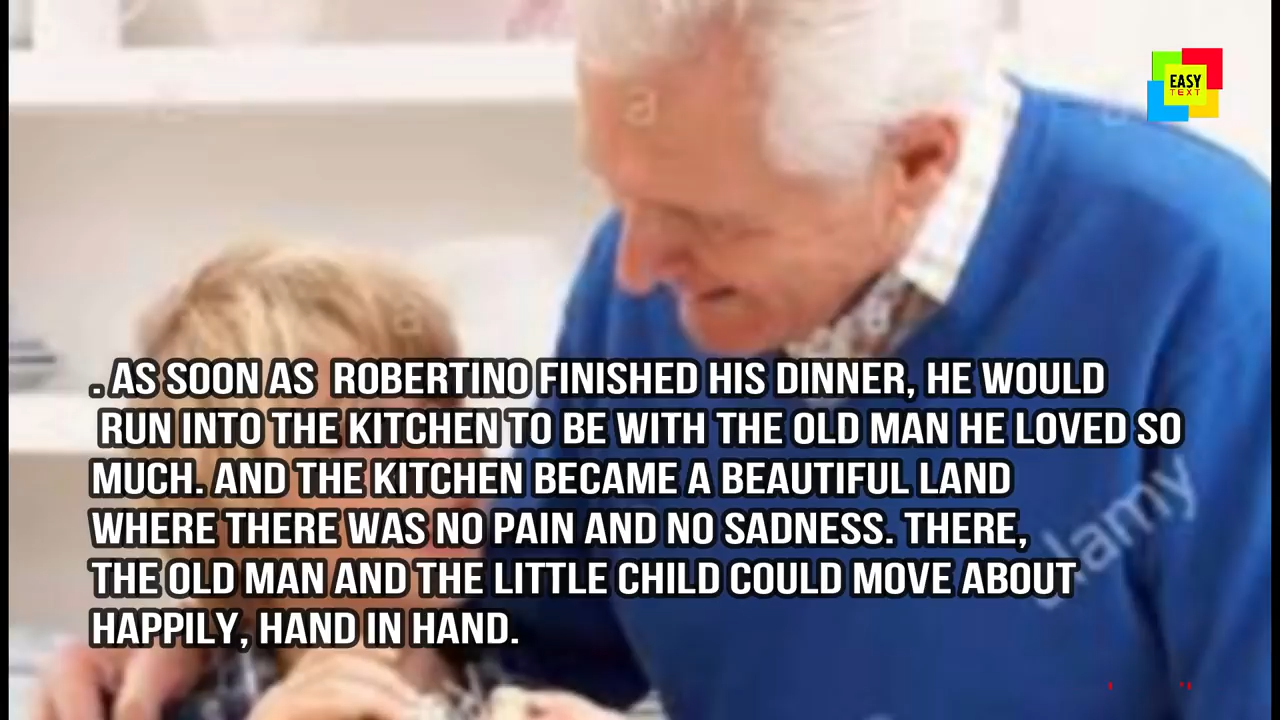 EASY
TEXT
. AS SOON AS  ROBERTINO FINISHED HIS DINNER, HE WOULD
RUN INTO THE KITCHEN TO BE WITH THE OLD MAN HE LOVED SO
MUCH. AND THE KITCHEN BECAME A BEAUTIFUL LAND
WHERE THERE WAS NO PAIN AND NO SADNESS. THERE,
THE OLD MAN AND THE LITTLE CHILD COULD MOVE ABOUT
HAPPILY, HAND IN HAND.
alamy
a
a